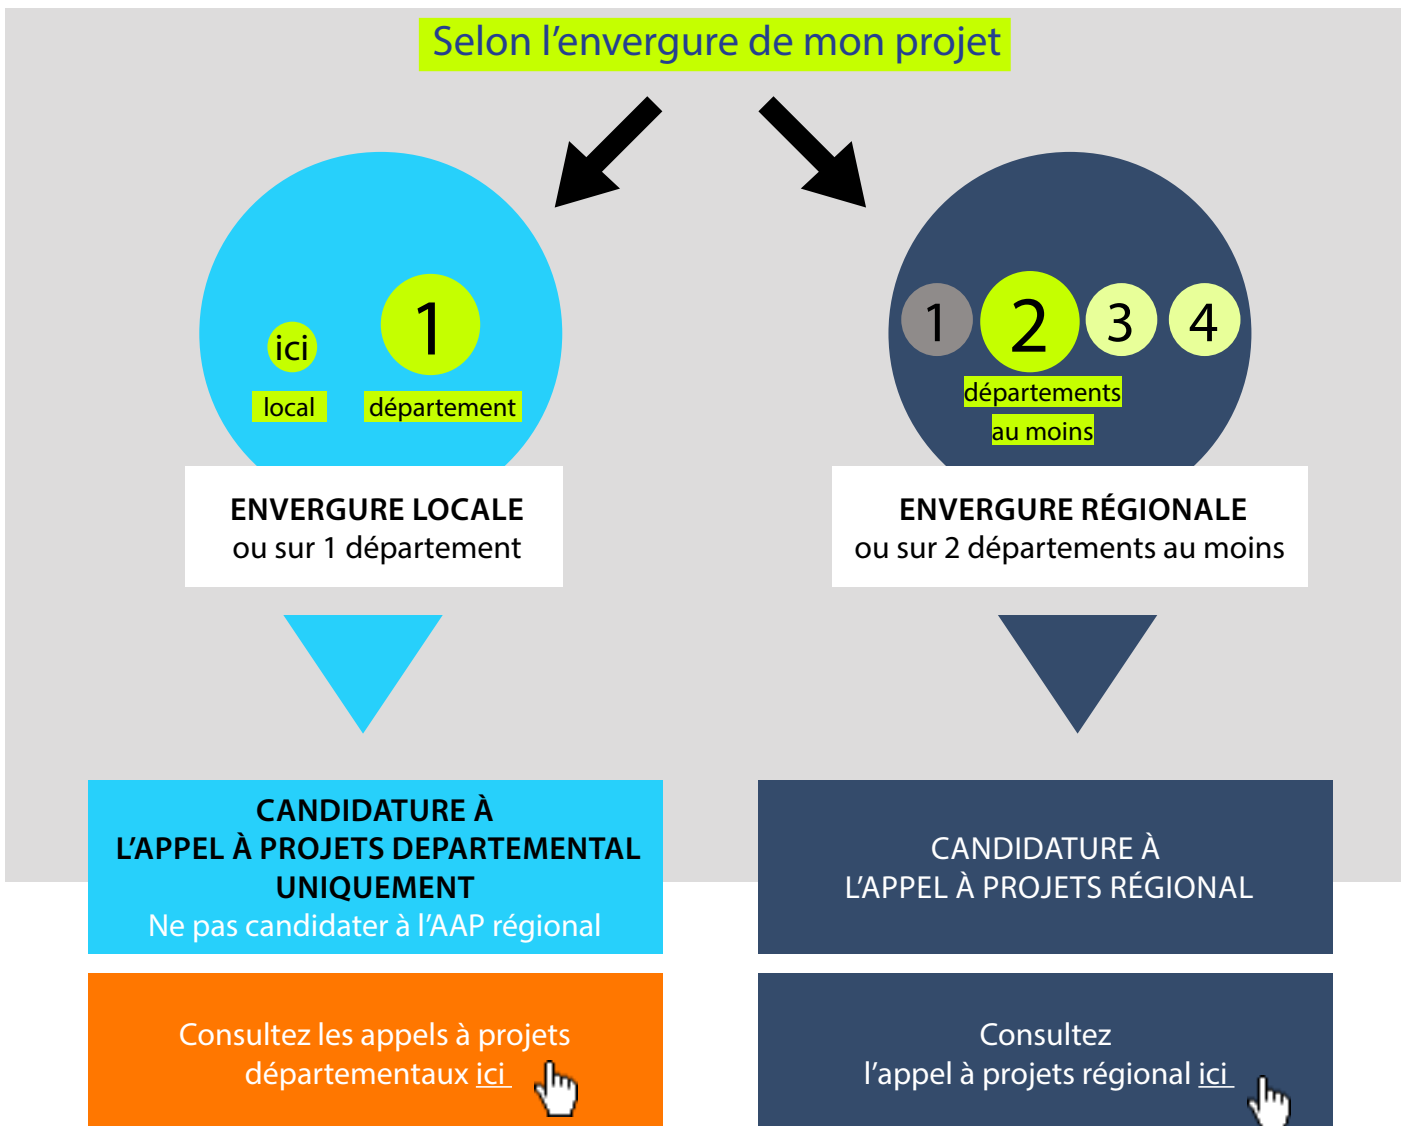 Selon l'envergure de mon projet
ici
1
local
département
1
2
3
4
départements
au moins
ENVERGURE LOCALE
ou sur 1 département
ENVERGURE RÉGIONALE
ou sur 2 départements au moins
CANDIDATURE À
L'APPEL À PROJETS DEPARTEMENTAL
UNIQUEMENT
Ne pas candidater à l'AAP régional
CANDIDATURE À
L'APPEL À PROJETS RÉGIONAL
Consultez les appels à projets
départementaux ici
Consultez
l'appel à projets régional ici